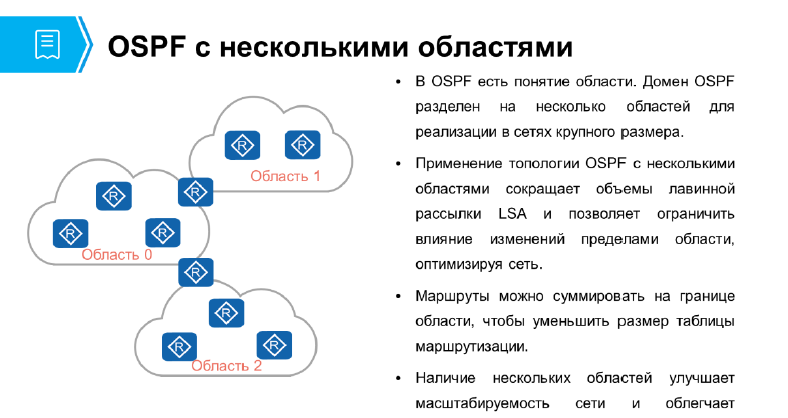 OSPF с несколькими областями
R
R
Область 1
R
R
R
R
Область 0
R
R
R
R
Область 2
• В OSPF есть понятие области. Домен OSPF
разделен на несколько областей для
реализации в сетях крупного размера.
• Применение топологии OSPF с несколькими
областями сокращает объемы лавинной
рассылки LSA и позволяет ограничить
влияние изменений пределами области,
оптимизируя сеть.
• Маршруты можно суммировать на границе
области, чтобы уменьшить размер таблицы
маршрутизации.
• Наличие нескольких областей улучшает
масштабируемость сети и облегчает